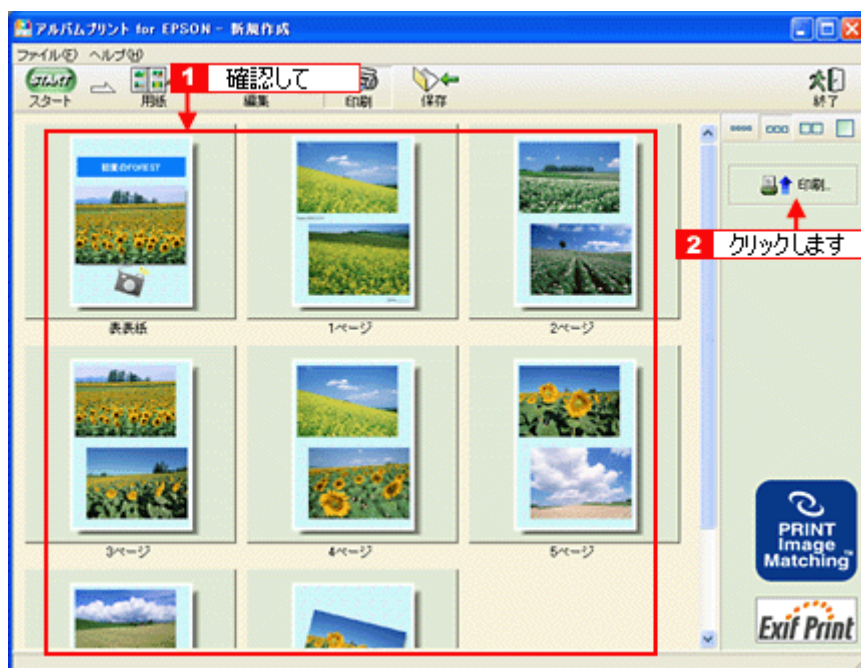 アルバムプリント for EPSON - 新規作成
ファイル(F) ヘルプ(H)
START
スタート
用紙
1 確認して
編集
印刷
保存
終了
印刷...
2 クリックします
表表紙
1ページ
2ページ
3ページ
4ページ
5ページ
PRINT
Image
Matching™
Exif Print